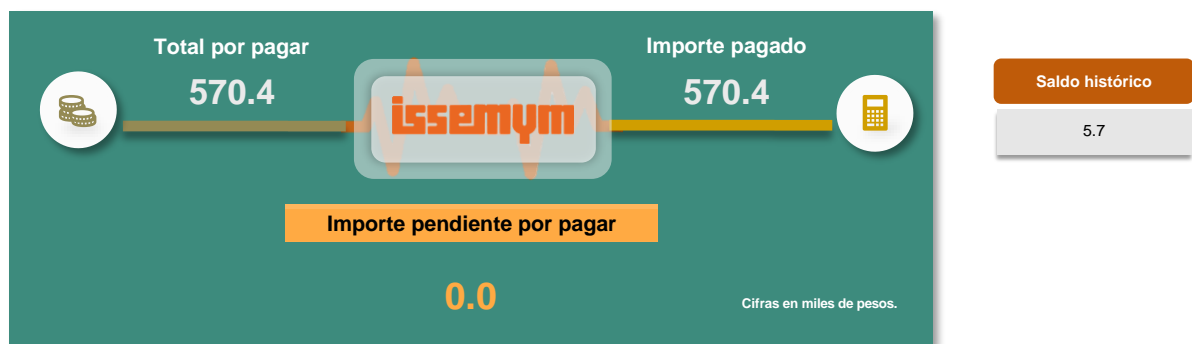 Total por pagar
570.4
issemym
Importe pagado
570.4
Importe pendiente por pagar
0.0
Cifras en miles de pesos.
Saldo histórico
5.7